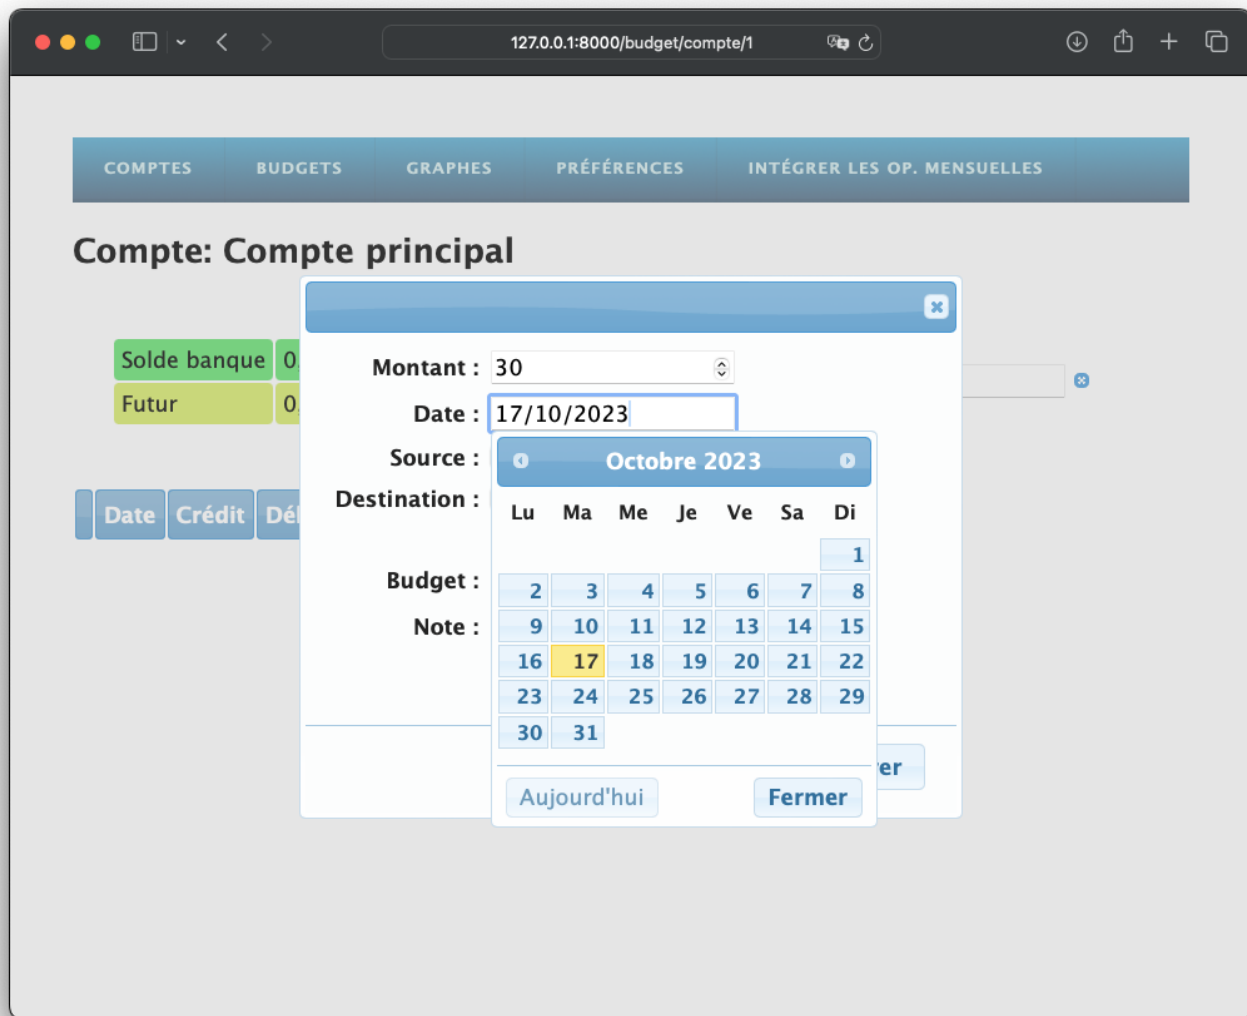 127.0.0.1:8000/budget/compte/1
COMPTES BUDGETS GRAPHES PRÉFÉRENCES INTÉGRER LES OP. MENSUELLES
Compte: Compte principal
Solde banque 0,
Futur 0,
Date Crédit
Montant : 30
Date : 17/10/2023
Source :
Destination :
Budget :
Note :
Octobre 2023
Lu Ma Me Je Ve Sa Di
1
2 3 4 5 6 7 8
9 10 11 12 13 14 15
16 17 18 19 20 21 22
23 24 25 26 27 28 29
30 31
Aujourd'hui Fermer